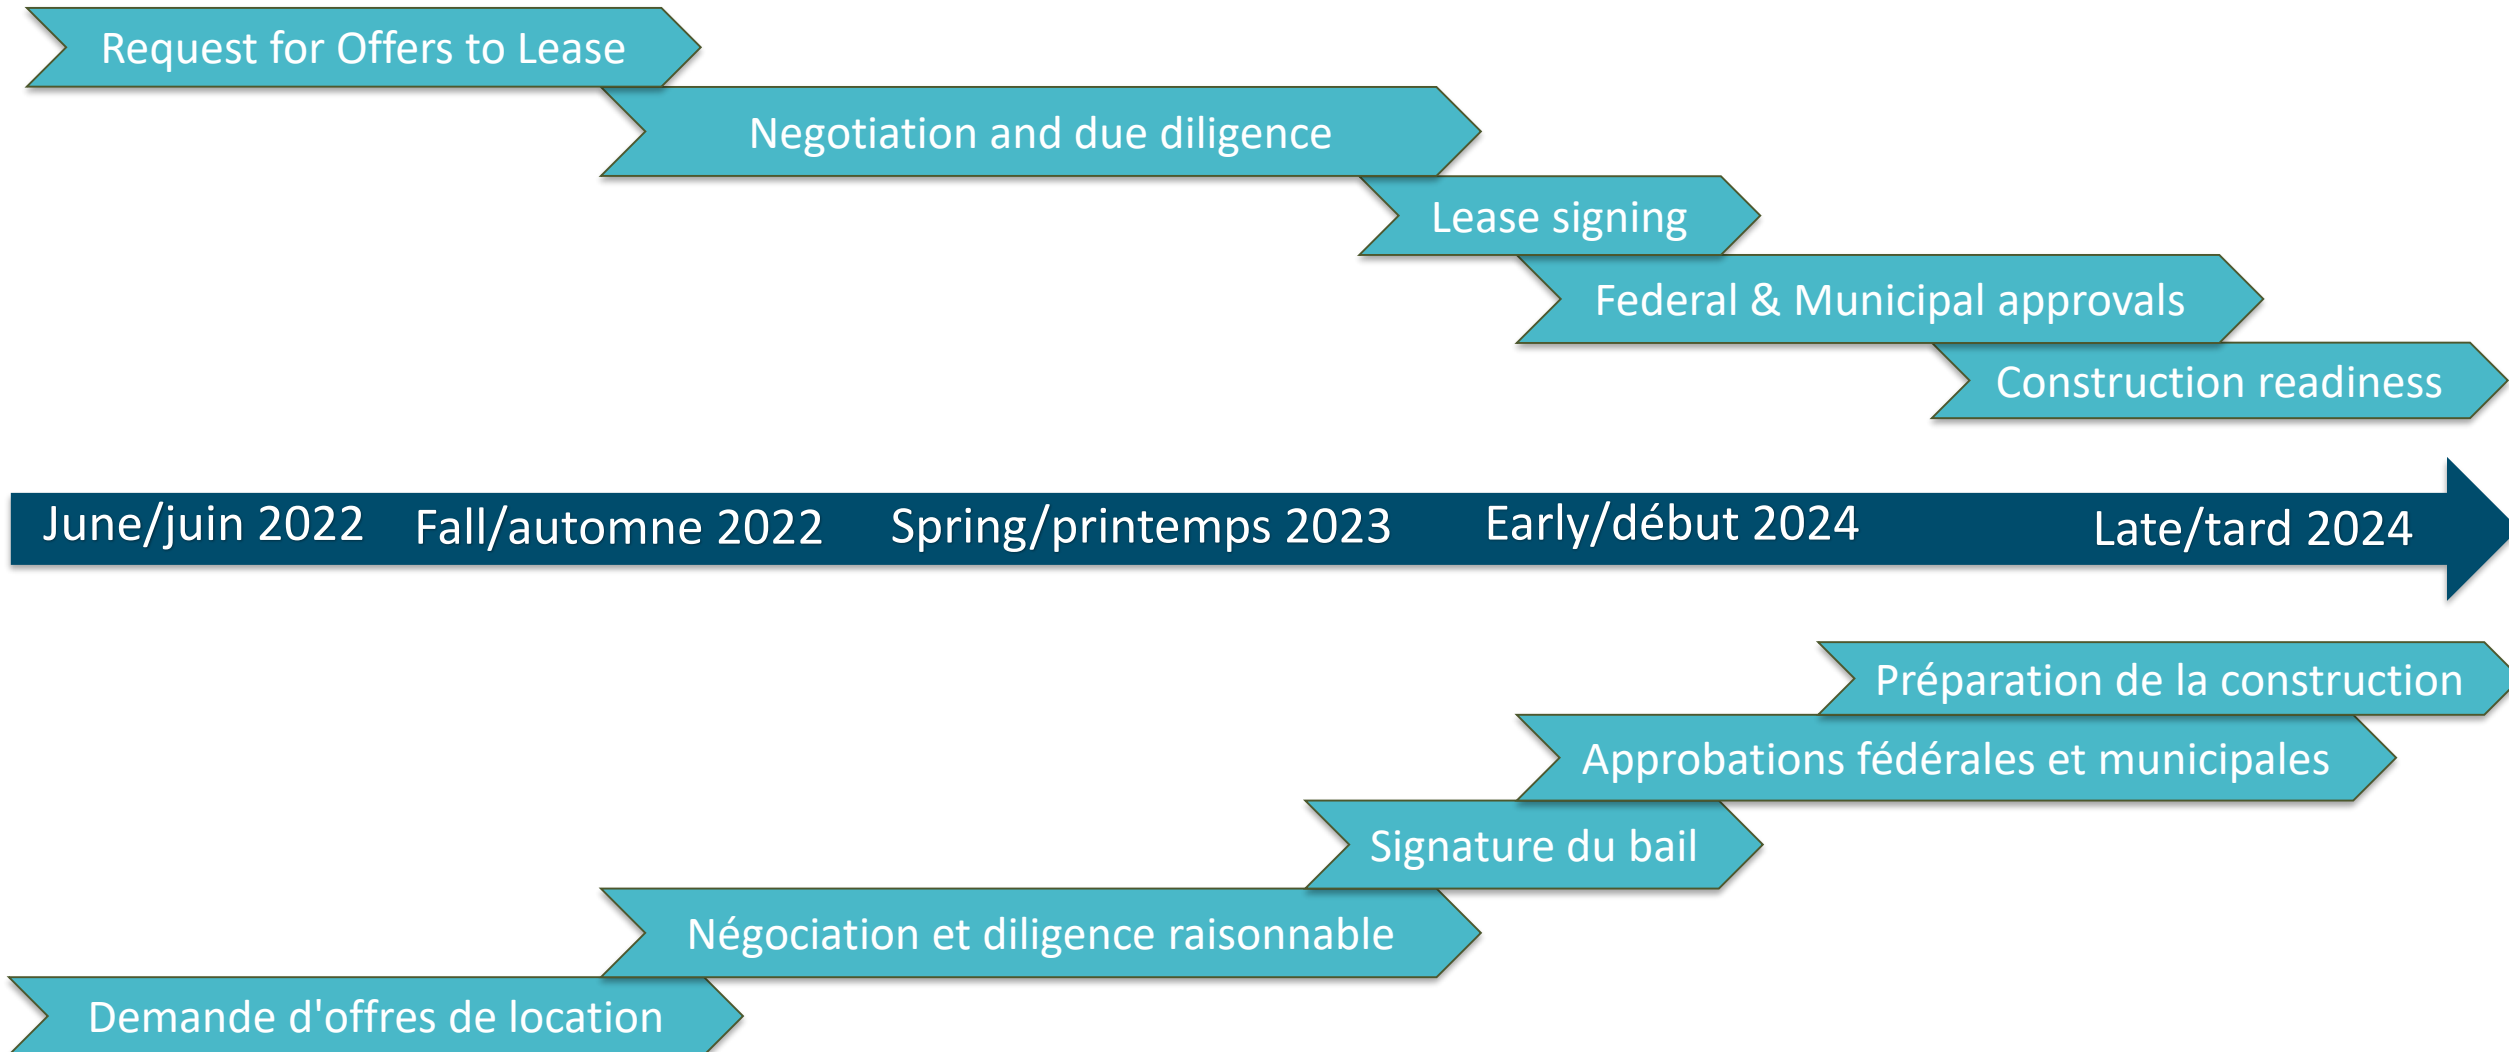 Request for Offers to Lease
Negotiation and due diligence
Lease signing
Federal & Municipal approvals
Construction readiness
June/juin 2022
Fall/automne 2022
Spring/printemps 2023
Early/début 2024
Late/tard 2024
Préparation de la construction
Approbations fédérales et municipales
Signature du bail
Négociation et diligence raisonnable
Demande d'offres de location